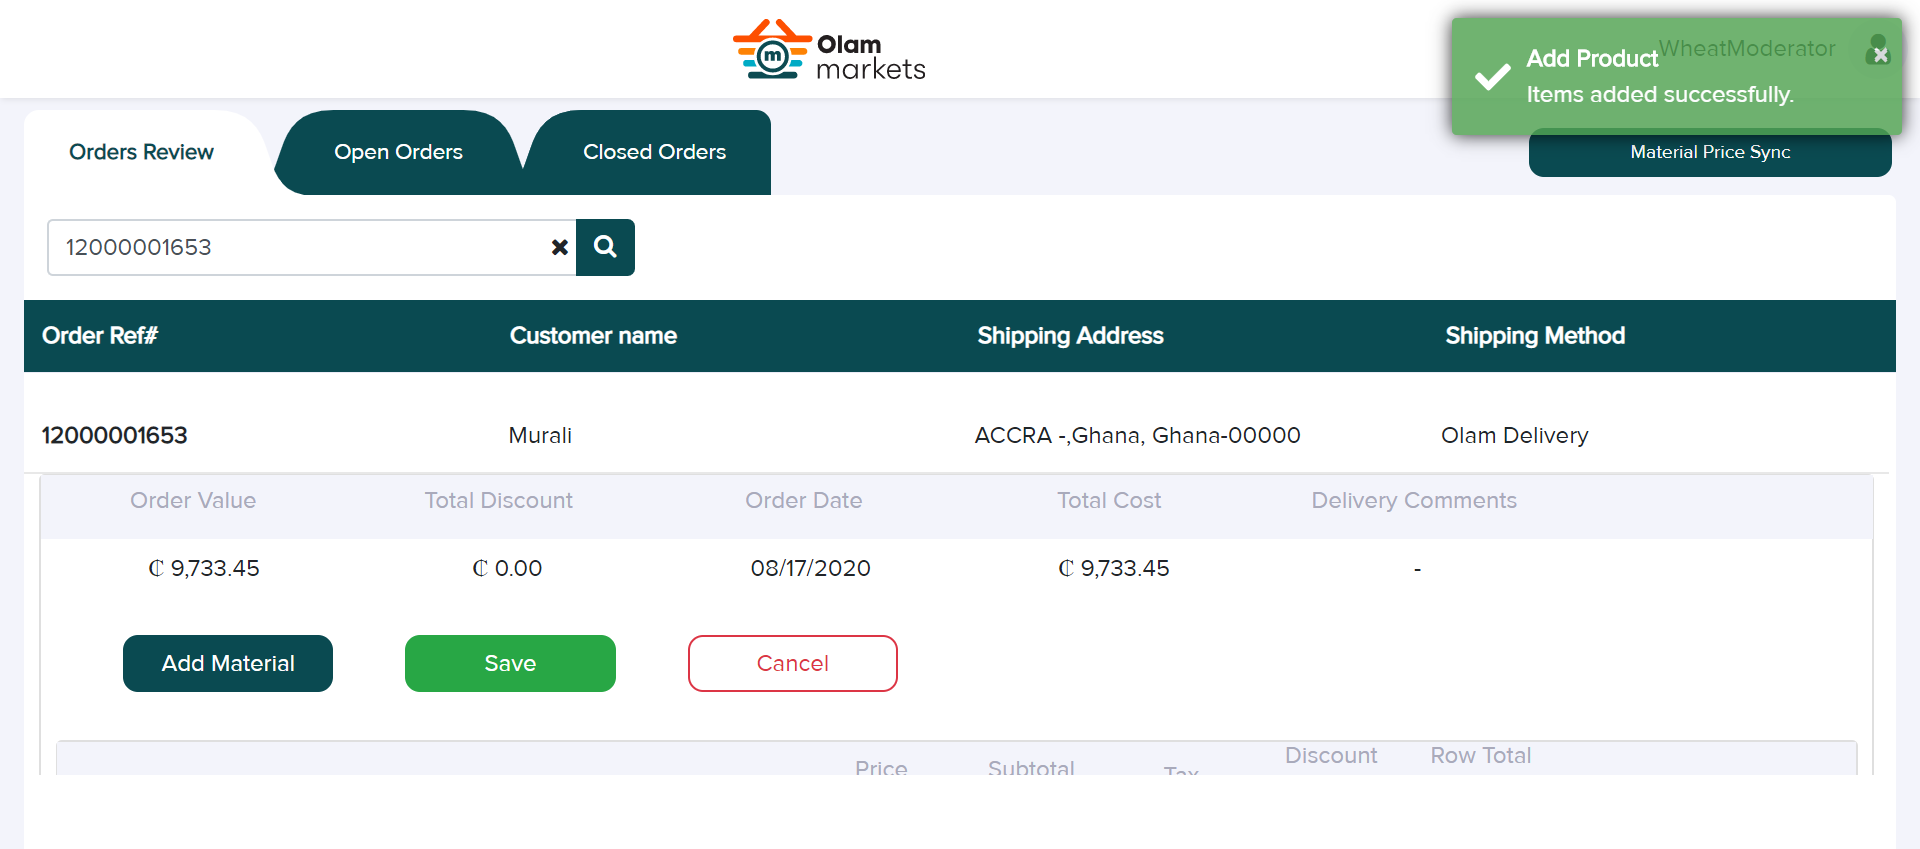 m
Olam
markets
WheatModerator
Add Product
Items added successfully.
Orders Review
Open Orders
Closed Orders
Material Price Sync
12000001653
Order Ref#
Customer name
Shipping Address
Shipping Method
12000001653
Murali
ACCRA -,Ghana, Ghana-00000
Olam Delivery
Order Value
Total Discount
Order Date
Total Cost
Delivery Comments
₵ 9,733.45
₵ 0.00
08/17/2020
₵ 9,733.45
-
Add Material
Save
Cancel
Price
Subtotal
Tax
Discount
Row Total